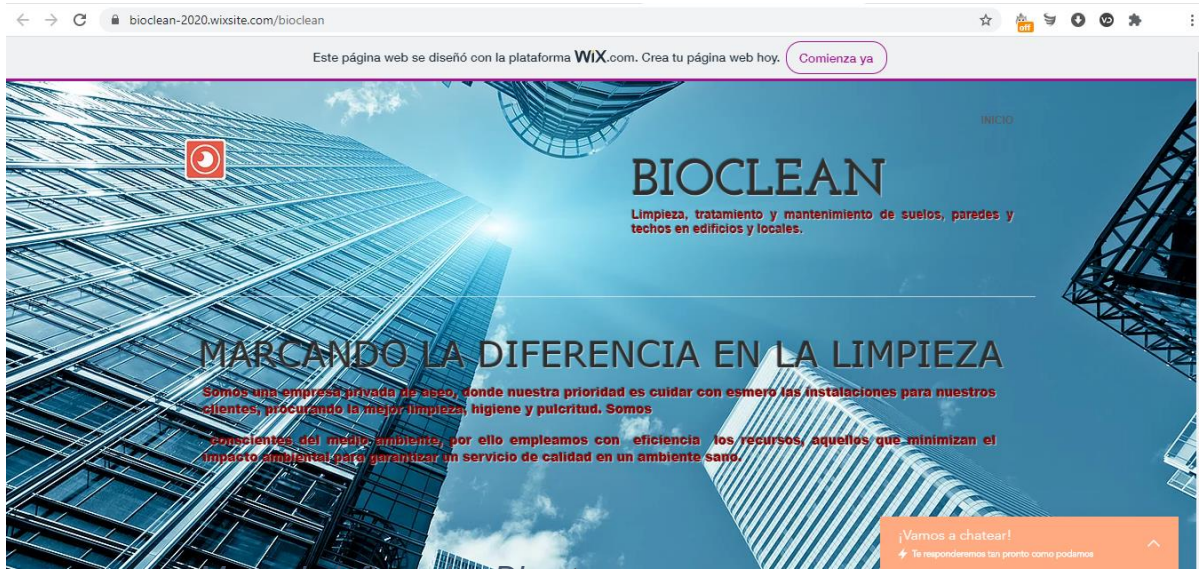 bioclean-2020.wixsite.com/bioclean
off
Este página web se diseñó con la plataforma WiX.com. Crea tu página web hoy. Comienza ya
INICIO
BIOCLEAN
Limpieza, tratamiento y mantenimiento de suelos, paredes y
techos en edificios y locales.
MARCANDO LA DIFERENCIA EN LA LIMPIEZA
Somos una empresa privada de aseo, donde nuestra prioridad es cuidar con esmero las instalaciones para nuestros
clientes, procurando la mejor limpieza, higiene y pulcritud. Somos
conscientes del medio ambiente, por ello empleamos con eficiencia los recursos, aquellos que minimizan el
impacto ambiental para garantizar un servicio de calidad en un ambiente sano.
¡Vamos a chatear!
Te responderemos tan pronto como podamos